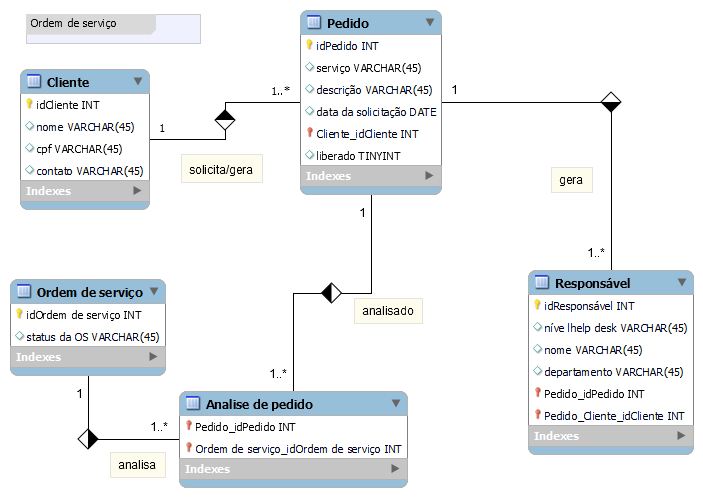 Ordem de serviço
Pedido
idPedido INT
serviço VARCHAR(45)
descrição VARCHAR(45)
data da solicitação DATE
Cliente_idCliente INT
liberado TINYINT
Indexes
Cliente
idCliente INT
nome VARCHAR(45)
cpf VARCHAR(45)
contato VARCHAR(45)
Indexes
1
1..*
solicita/gera
1
gera
1..*
1
analisado
1..*
Responsável
idResponsável INT
níve lhelp desk VARCHAR(45)
nome VARCHAR(45)
departamento VARCHAR(45)
Pedido_idPedido INT
Pedido_Cliente_idCliente INT
Indexes
Ordem de serviço
idOrdem de serviço INT
status da OS VARCHAR(45)
Indexes
1
1..*
analisa
Analise de pedido
Pedido_idPedido INT
Ordem de serviço_idOrdem de serviço INT
Indexes